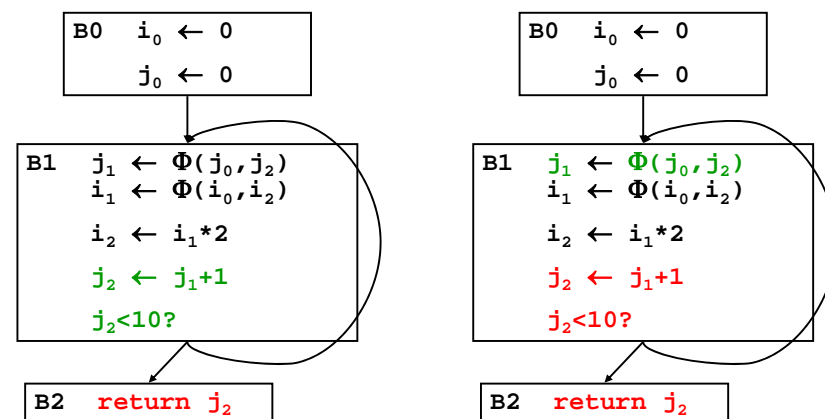 B0 i₀ ← 0
j₀ ← 0
B1 j₁ ← Φ(j₀,j₂)
i₁ ← Φ(i₀,i₂)
i₂ ← i₁*2
j₂ ← j₁+1
j₂<10?
B2 return j₂
B0 i₀ ← 0
j₀ ← 0
B1 j₁ ← Φ(j₀,j₂)
i₁ ← Φ(i₀,i₂)
i₂ ← i₁*2
j₂ ← j₁+1
j₂<10?
B2 return j₂